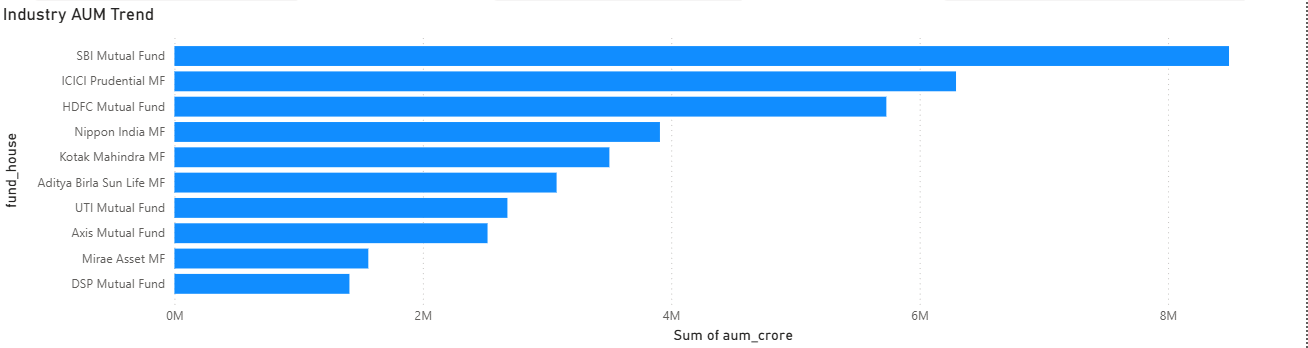 Industry AUM Trend
fund_house
SBI Mutual Fund
ICICI Prudential MF
HDFC Mutual Fund
Nippon India MF
Kotak Mahindra MF
Aditya Birla Sun Life MF
UTI Mutual Fund
Axis Mutual Fund
Mirae Asset MF
DSP Mutual Fund
0M 2M 4M 6M 8M
Sum of aum_crore